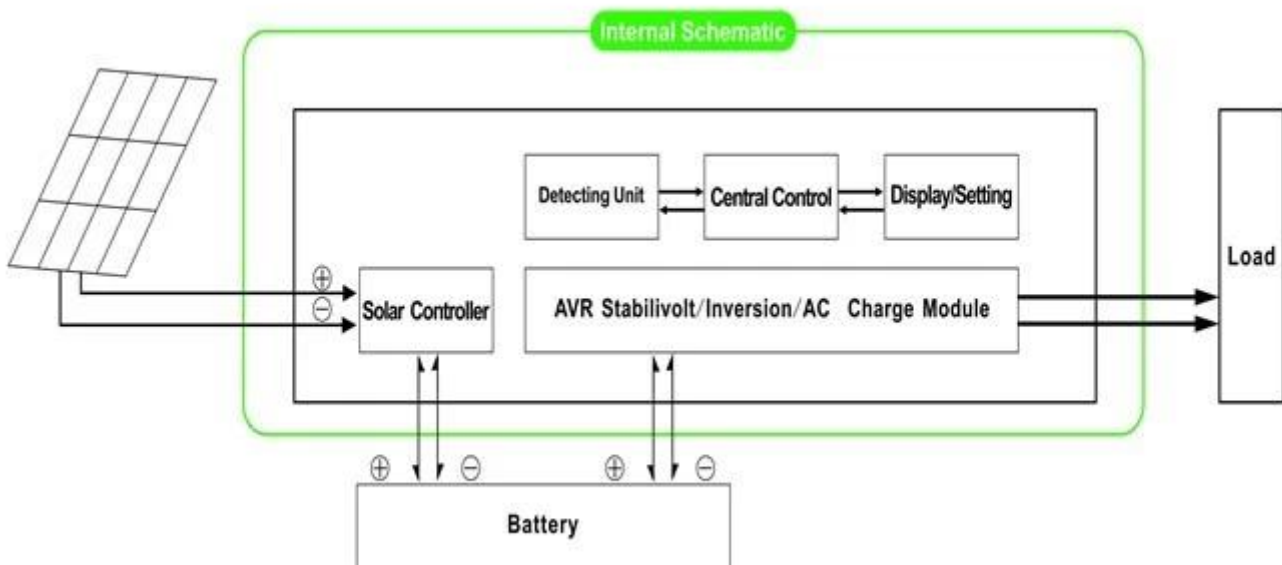 Internal Schematic
Detecting Unit
Central Control
Display/Setting
Load
⊕
⊖
Solar Controller
AVR Stabilivolt/Inversion/AC Charge Module
⊕ ⊖ ⊕ ⊖
Battery